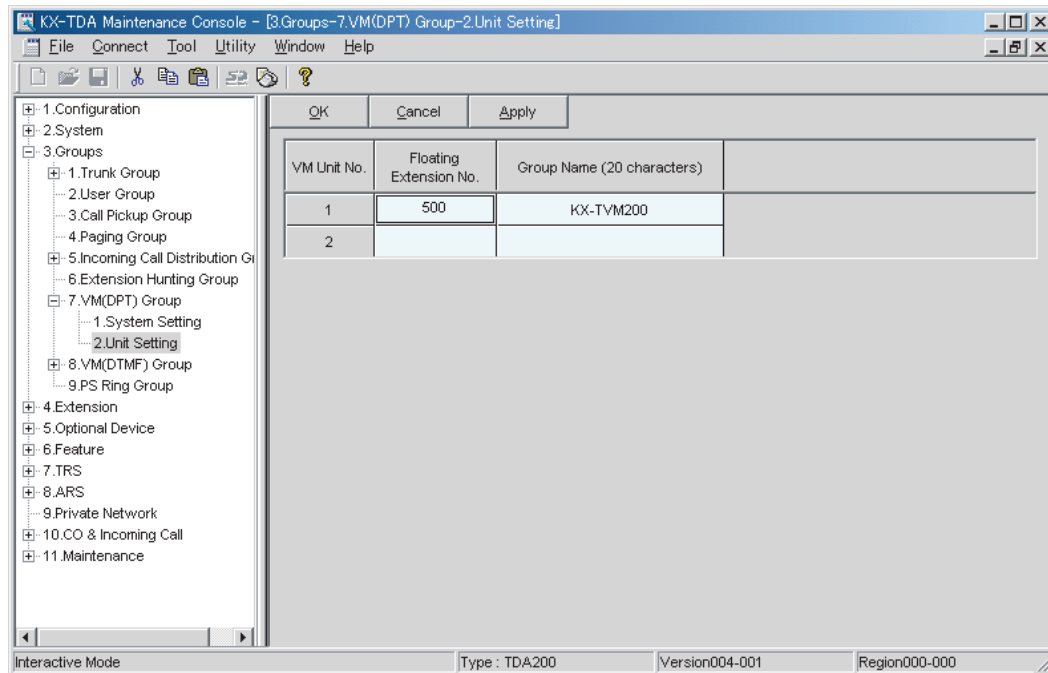 KX-TDA Maintenance Console - [3.Groups-7.VM(DPT) Group-2.Unit Setting]
File Connect Tool Utility Window Help
1.Configuration
2.System
3.Groups
1.Trunk Group
2.User Group
3.Call Pickup Group
4.Paging Group
5.Incoming Call Distribution Gr
6.Extension Hunting Group
7.VM(DPT) Group
1.System Setting
2.Unit Setting
8.VM(DTMF) Group
9.PS Ring Group
4.Extension
5.Optional Device
6.Feature
7.TRS
8.ARS
9.Private Network
10.CO & Incoming Call
11.Maintenance
OK Cancel Apply
VM Unit No. Floating Extension No. Group Name (20 characters)
1 500 KX-TVM200
2
Interactive Mode Type : TDA200 Version004-001 Region000-000